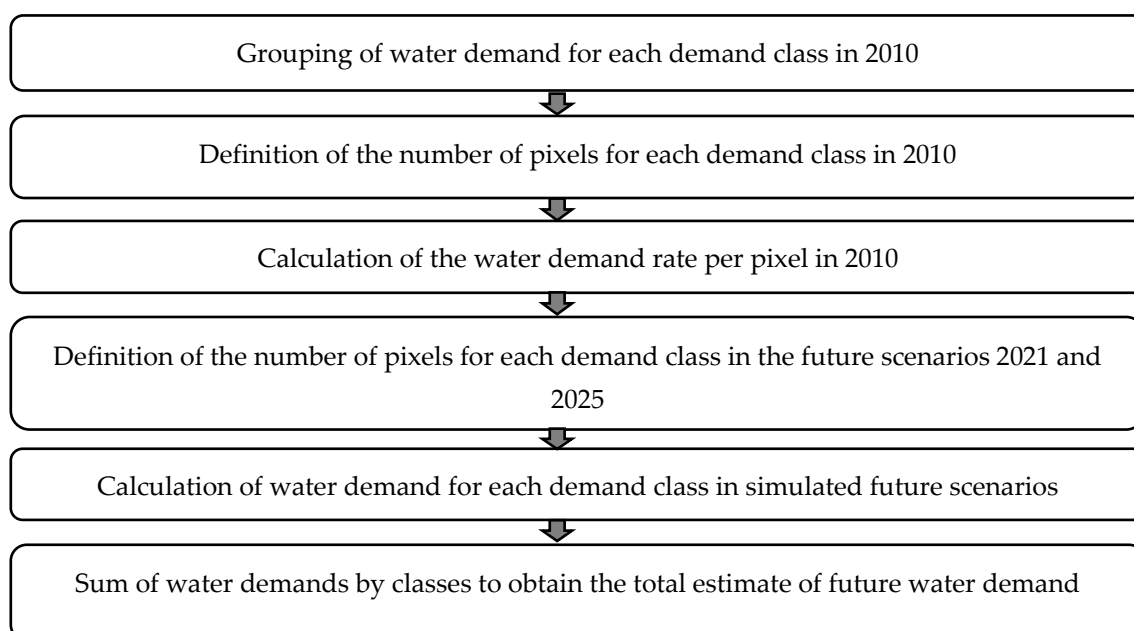 Grouping of water demand for each demand class in 2010
Definition of the number of pixels for each demand class in 2010
Calculation of the water demand rate per pixel in 2010
Definition of the number of pixels for each demand class in the future scenarios 2021 and
2025
Calculation of water demand for each demand class in simulated future scenarios
Sum of water demands by classes to obtain the total estimate of future water demand